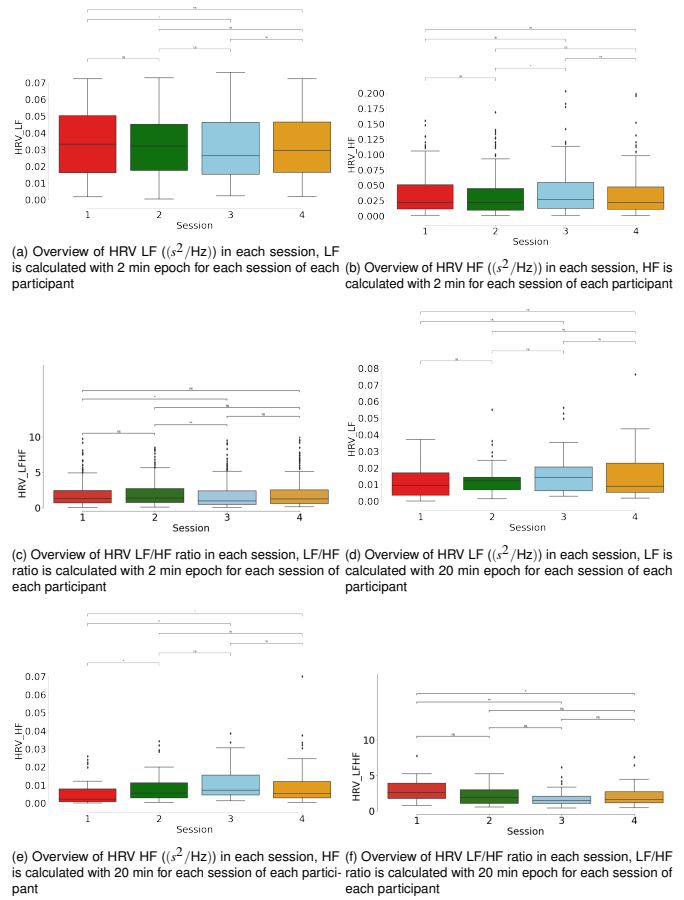 0.07
0.06
0.05
0.04
0.03
0.02
0.01
0.00
HRV_LF
1 2 3 4
Session
(a) Overview of HRV LF ((s²/Hz)) in each session, LF
is calculated with 2 min epoch for each session of each
participant
0.200
0.175
0.150
0.125
0.100
0.075
0.050
0.025
0.000
HRV_HF
1 2 3 4
Session
(b) Overview of HRV HF ((s²/Hz)) in each session, HF is
calculated with 2 min for each session of each participant
10
5
0
HRV_LFHF
1 2 3 4
Session
(c) Overview of HRV LF/HF ratio in each session, LF/HF
ratio is calculated with 2 min epoch for each session of
each participant
0.08
0.07
0.06
0.05
0.04
0.03
0.02
0.01
0.00
HRV_LF
1 2 3 4
Session
(d) Overview of HRV LF ((s²/Hz)) in each session, LF is
calculated with 20 min epoch for each session of each
participant
0.07
0.06
0.05
0.04
0.03
0.02
0.01
0.00
HRV_HF
1 2 3 4
Session
(e) Overview of HRV HF ((s²/Hz)) in each session, HF
is calculated with 20 min for each session of each partici-
pant
10
5
0
HRV_LFHF
1 2 3 4
Session
(f) Overview of HRV LF/HF ratio in each session, LF/HF
ratio is calculated with 20 min epoch for each session of
each participant